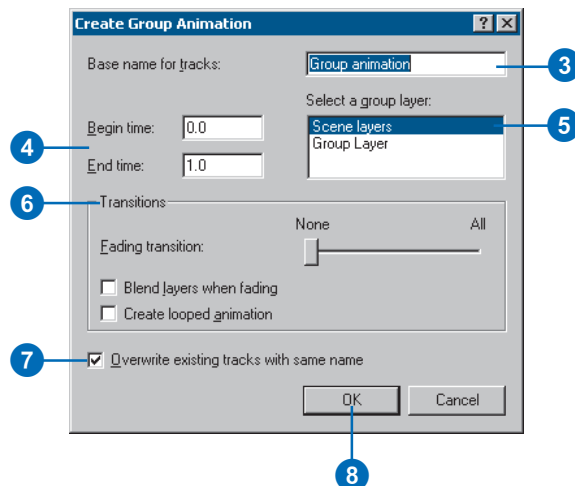 Create Group Animation
Base name for tracks:
Group animation
3
Select a group layer:
Begin time:
0.0
Scene layers
5
Group Layer
4
End time:
1.0
6
Transitions
None
All
Fading transition:
Blend layers when fading
Create looped animation
7
Overwrite existing tracks with same name
OK
Cancel
8